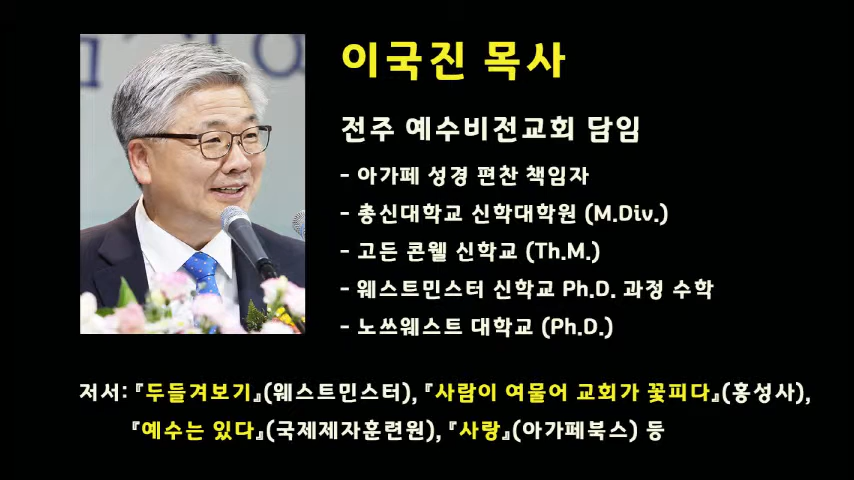 이국진 목사
전주 예수비전교회 담임
- 아가페 성경 편찬 책임자
- 총신대학교 신학대학원 (M.Div.)
- 고든 콘웰 신학교 (Th.M.)
- 웨스트민스터 신학교 Ph.D. 과정 수학
- 노쓰웨스트 대학교 (Ph.D.)
저서: 『두들겨보기』(웨스트민스터), 『사람이 여물어 교회가 꽃피다』(홍성사),
『예수는 있다』(국제제자훈련원), 『사랑』(아가페북스) 등